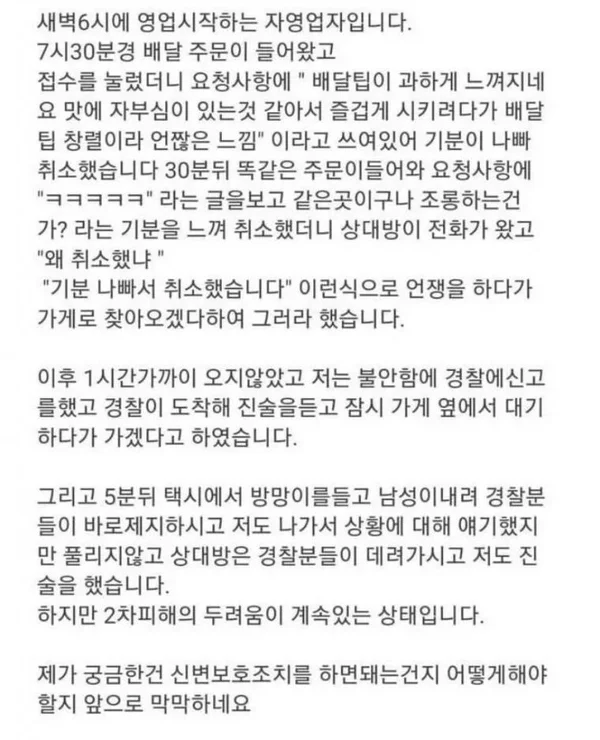 새벽6시에 영업시작하는 자영업자입니다.
7시30분경 배달 주문이 들어왔고
접수를 눌렀더니 요청사항에 " 배달팁이 과하게 느껴지네
요 맛에 자부심이 있는것 같아서 즐겁게 시키려다가 배달
팁 창렬이라 언짢은 느낌" 이라고 쓰여있어 기분이 나빠
취소했습니다 30분뒤 똑같은 주문이들어와 요청사항에
"ㅋㅋㅋㅋㅋ" 라는 글을보고 같은곳이구나 조롱하는건
가? 라는 기분을 느껴 취소했더니 상대방이 전화가 왔고
"왜 취소했냐 "
"기분 나빠서 취소했습니다" 이런식으로 언쟁을 하다가
가게로 찾아오겠다하여 그러라 했습니다.
이후 1시간가까이 오지않았고 저는 불안함에 경찰에신고
를했고 경찰이 도착해 진술을듣고 잠시 가게 옆에서 대기
하다가 가겠다고 하였습니다.
그리고 5분뒤 택시에서 방망이를들고 남성이내려 경찰분
들이 바로제지하시고 저도 나가서 상황에 대해 얘기했지
만 풀리지않고 상대방은 경찰분들이 데려가시고 저도 진
술을 했습니다.
하지만 2차피해의 두려움이 계속있는 상태입니다.
제가 궁금한건 신변보호조치를 하면돼는건지 어떻게해야
할지 앞으로 막막하네요